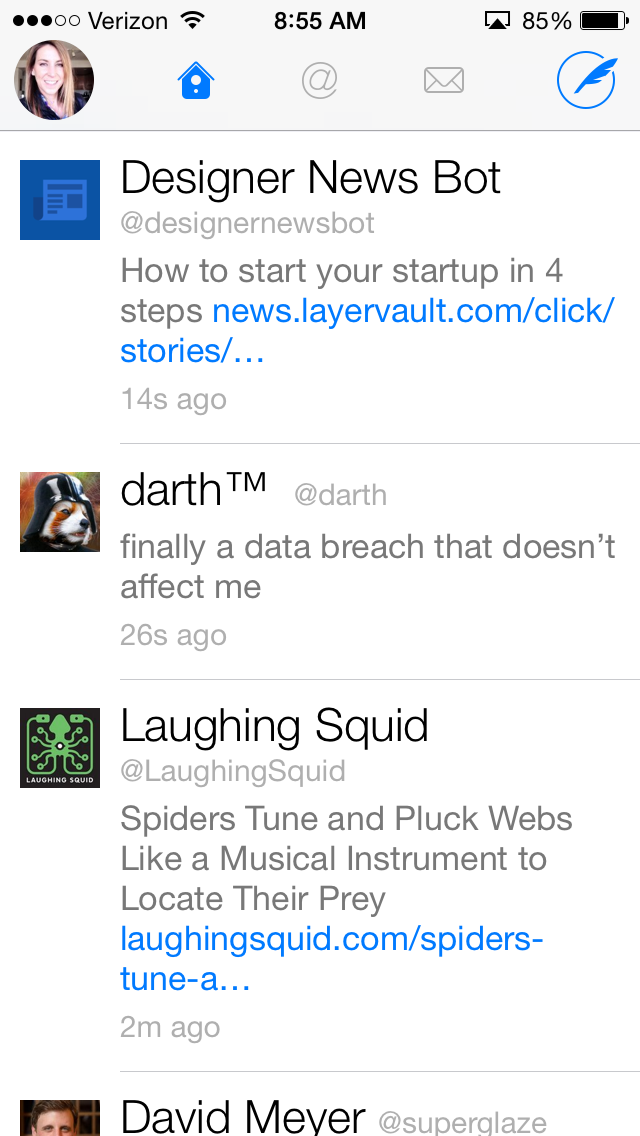 Verizon 8:55 AM 85%
@
Designer News Bot
@designernewsbot
How to start your startup in 4
steps news.layervault.com/click/
stories/…
14s ago
darth™ @darth
finally a data breach that doesn’t
affect me
26s ago
LAUGHING SQUID
Laughing Squid
@LaughingSquid
Spiders Tune and Pluck Webs
Like a Musical Instrument to
Locate Their Prey
laughingsquid.com/spiders-
tune-a…
2m ago
David Meyer @superglaze